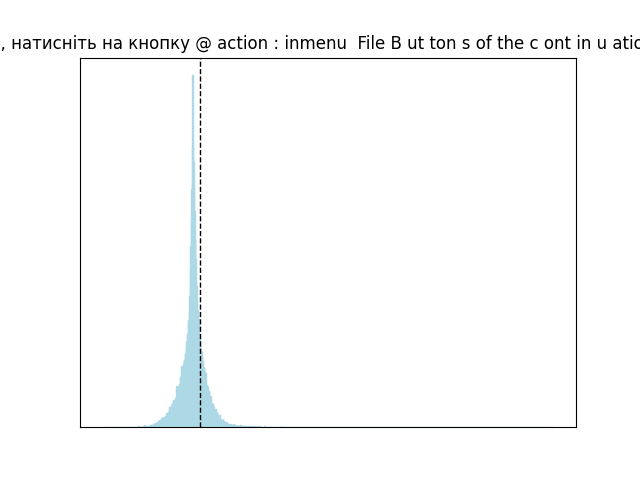 , натисніть на кнопку @ action : inmenu File B ut ton s of the c ont in u atic